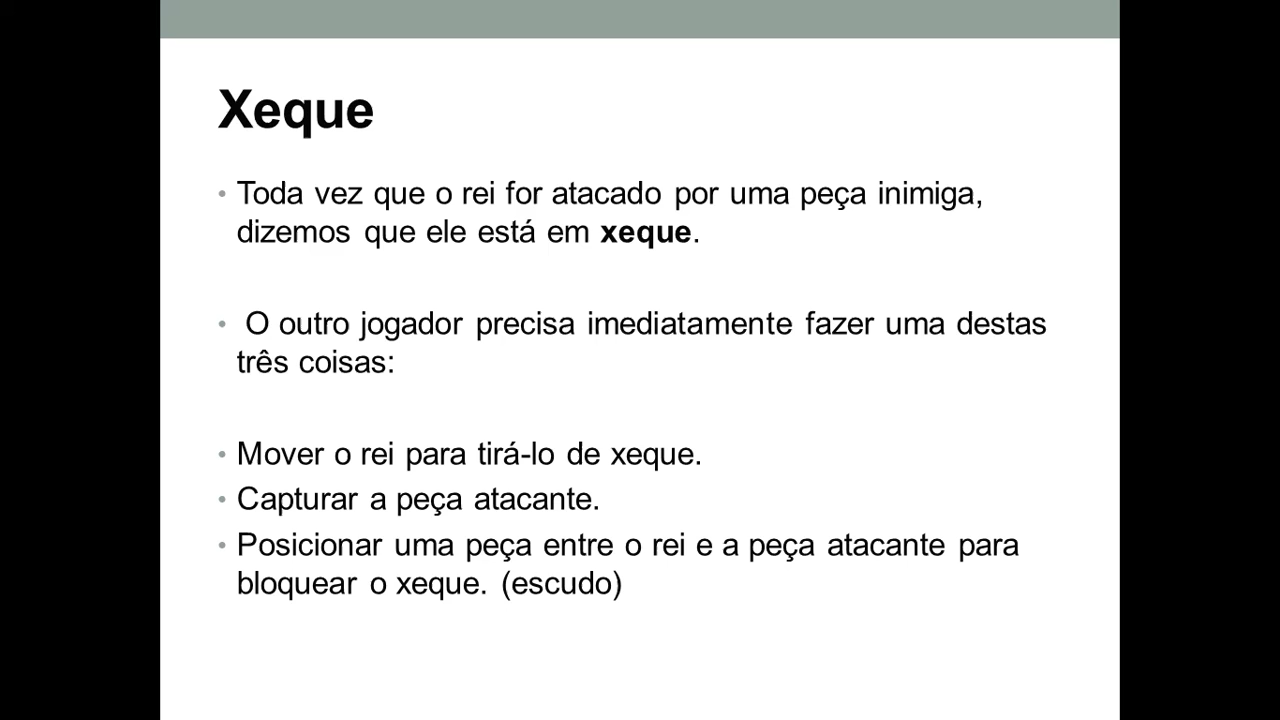 Xeque
• Toda vez que o rei for atacado por uma peça inimiga,
dizemos que ele está em xeque.
• O outro jogador precisa imediatamente fazer uma destas
três coisas:
• Mover o rei para tirá-lo de xeque.
• Capturar a peça atacante.
• Posicionar uma peça entre o rei e a peça atacante para
bloquear o xeque. (escudo)